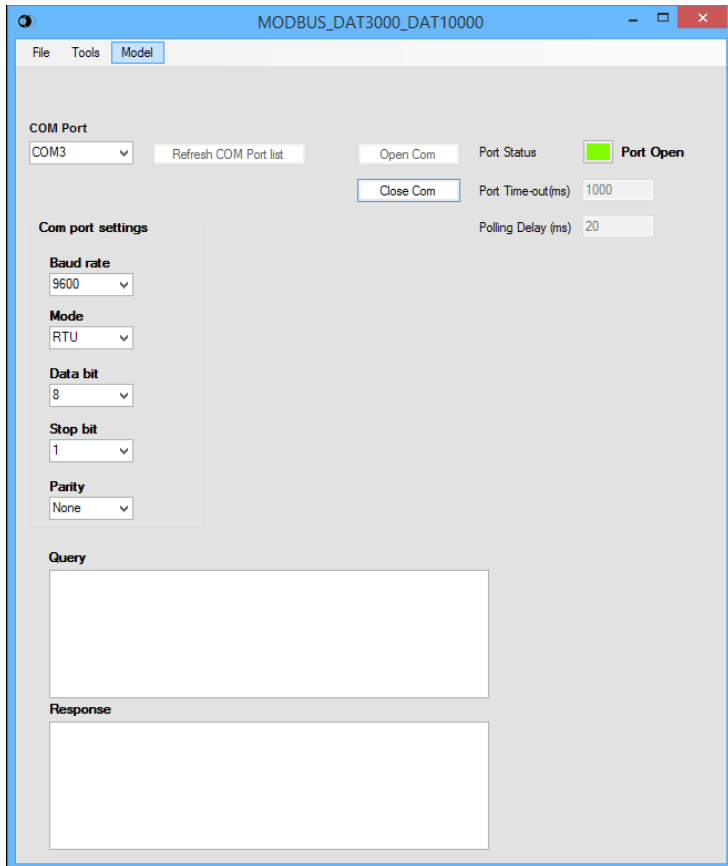 MODBUS_DAT3000_DAT10000
File Tools Model
COM Port
COM3 Refresh COM Port list Open Com Port Status Port Open
Close Com Port Time-out(ms) 1000
Polling Delay (ms) 20
Com port settings
Baud rate
9600
Mode
RTU
Data bit
8
Stop bit
1
Parity
None
Query
Response